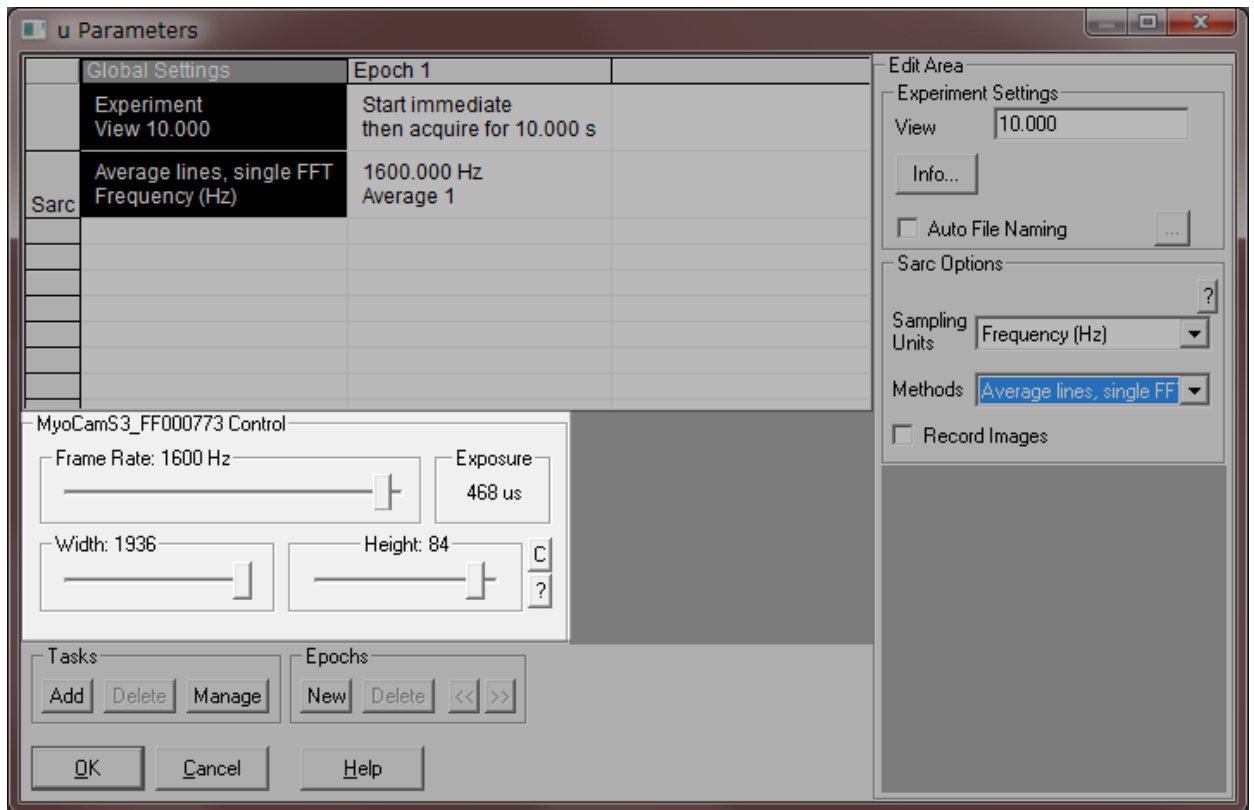 u Parameters
Global Settings
Epoch 1
Experiment
View 10.000
Start immediate
then acquire for 10.000 s
Sarc
Average lines, single FFT
Frequency (Hz)
1600.000 Hz
Average 1
MyoCamS3_FF000773 Control
Frame Rate: 1600 Hz
Exposure
468 us
Width: 1936
Height: 84
C
?
Tasks
Add Delete Manage
Epochs
New Delete << >>
OK Cancel Help
Edit Area
Experiment Settings
View 10.000
Info...
Auto File Naming ...
Sarc Options
?
Sampling
Units
Frequency (Hz)
Methods Average lines, single FFT
Record Images